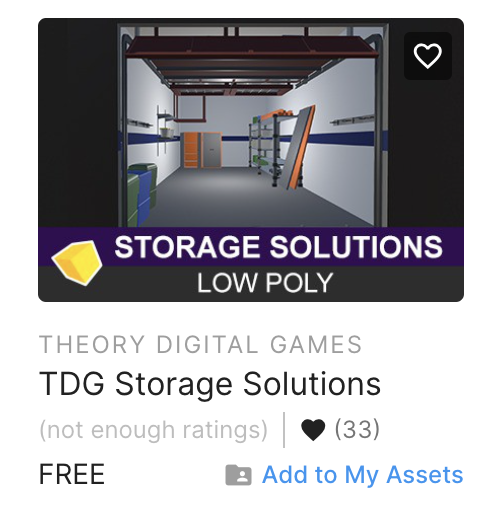 STORAGE SOLUTIONS
LOW POLY
THEORY DIGITAL GAMES
TDG Storage Solutions
(not enough ratings) (33)
FREE Add to My Assets